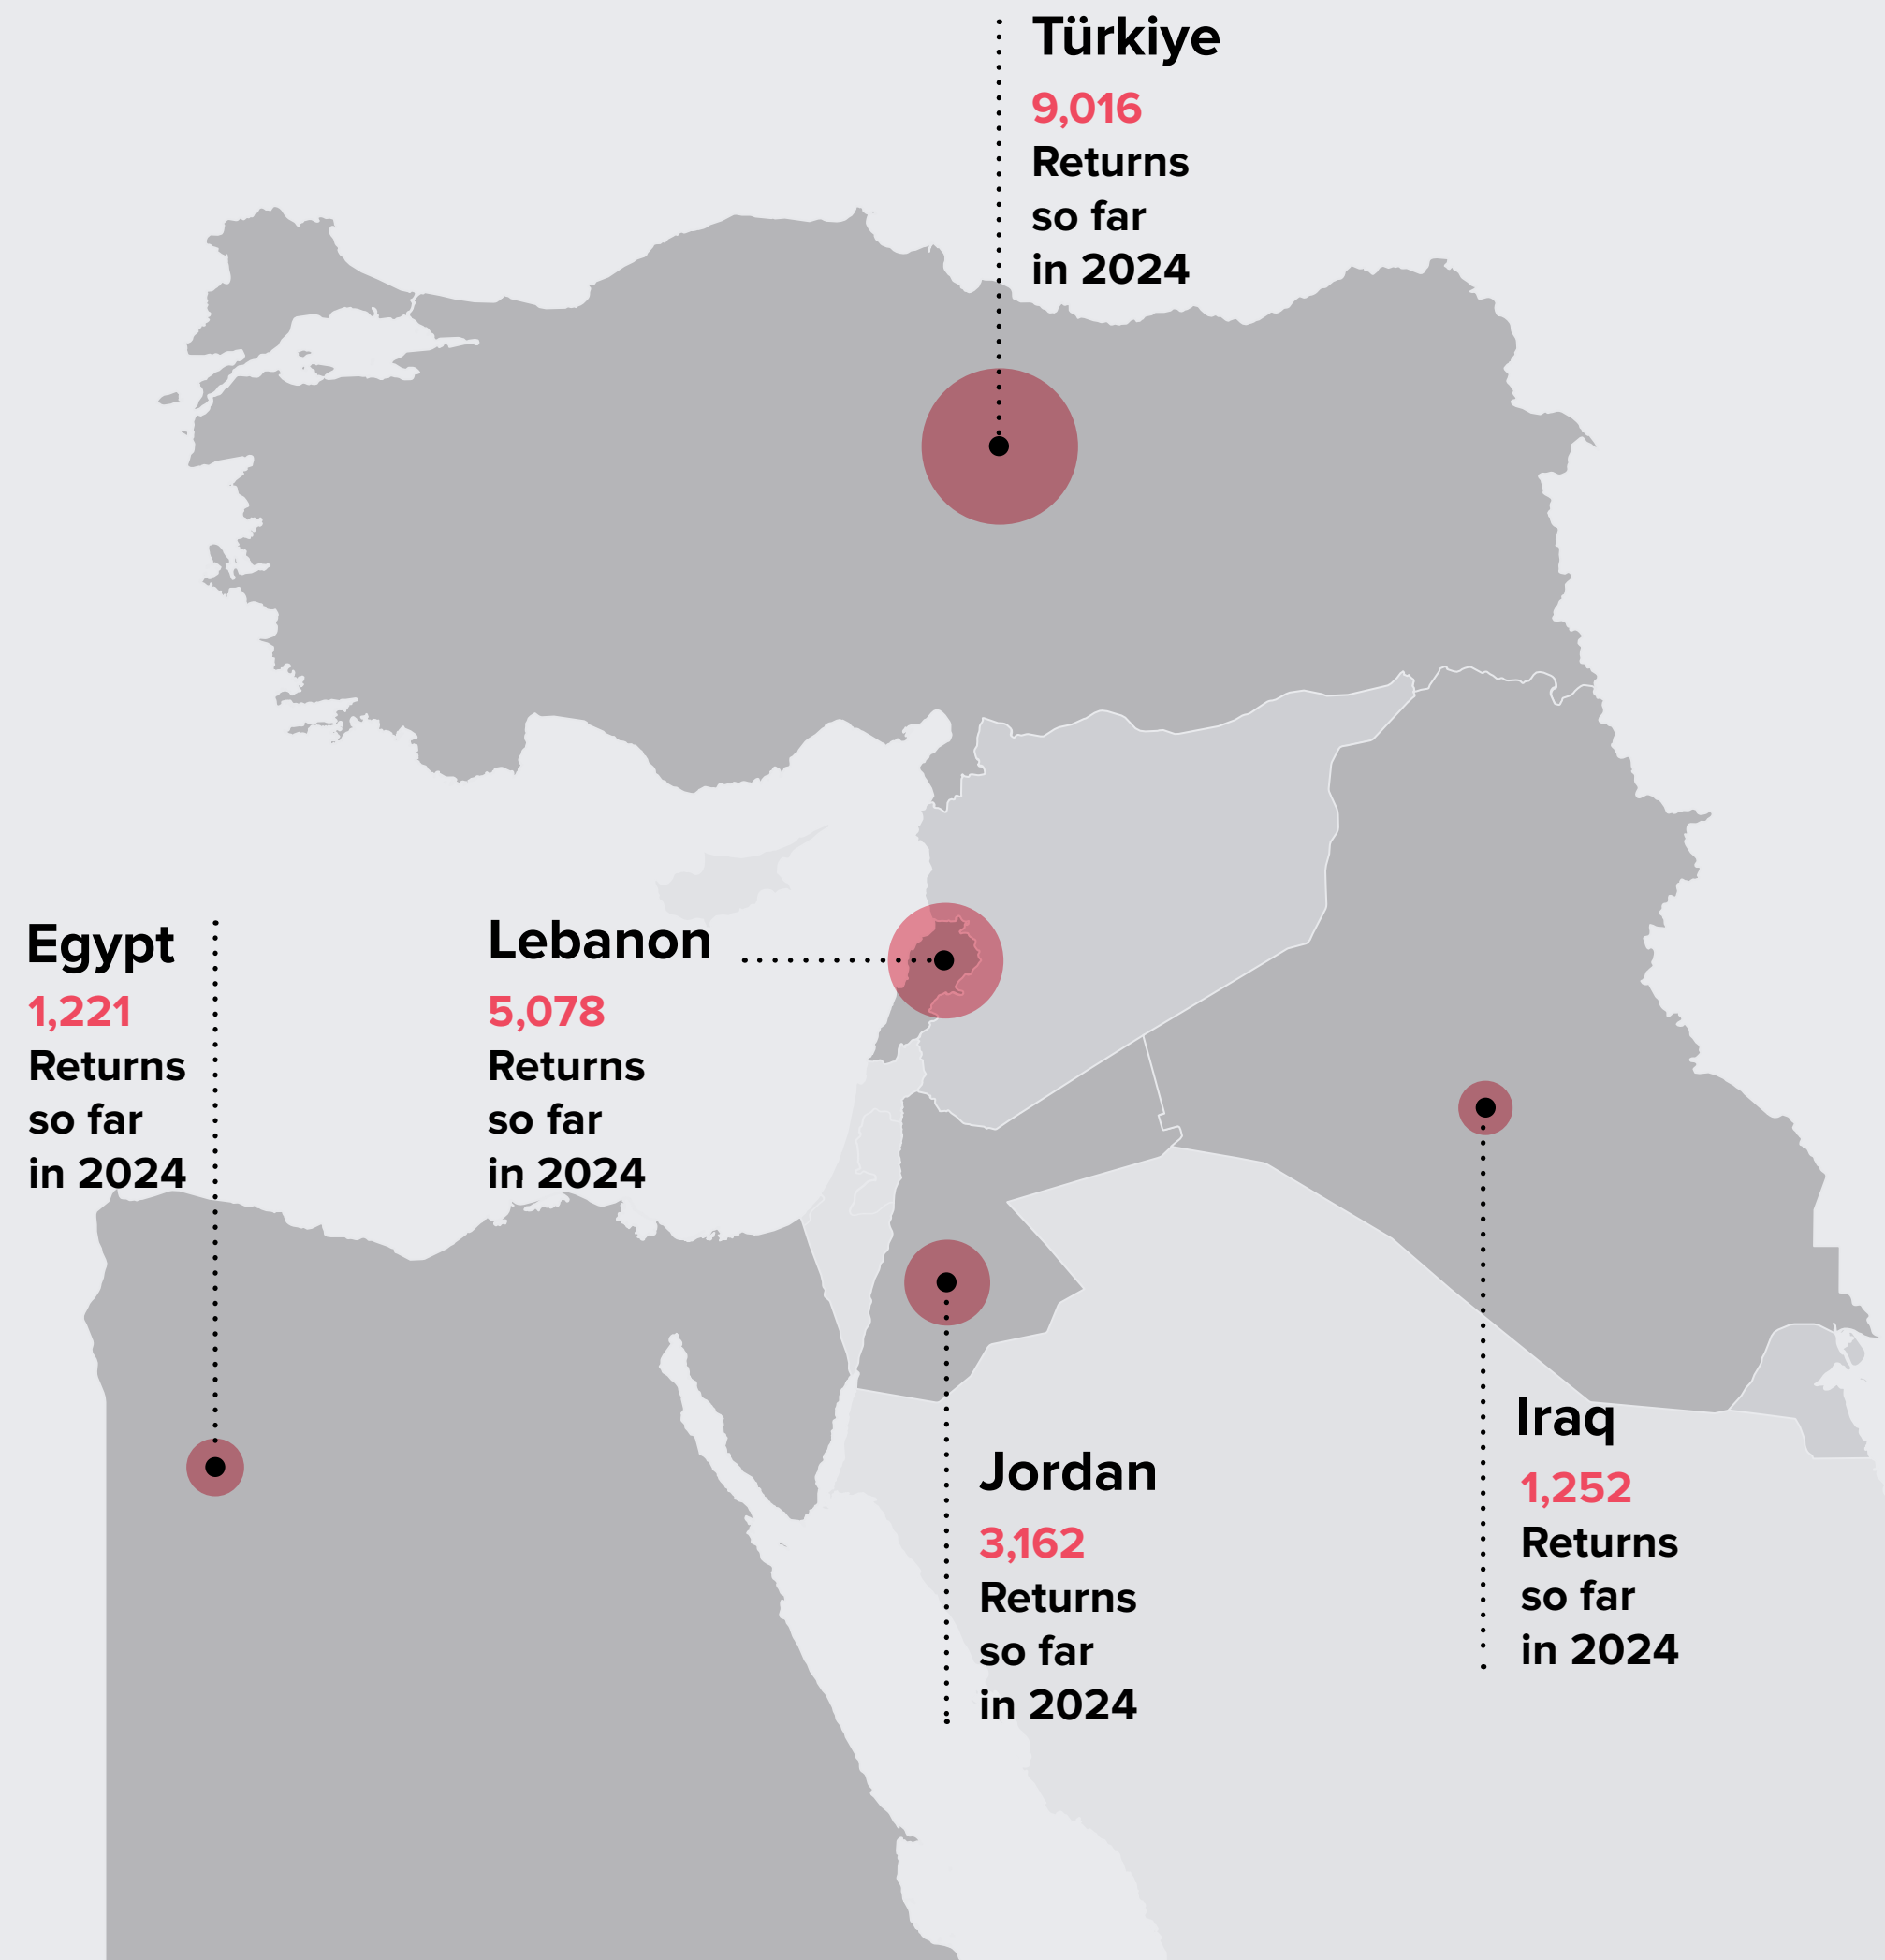 Türkiye
9,016
Returns
so far
in 2024
Egypt
1,221
Returns
so far
in 2024
Lebanon
5,078
Returns
so far
in 2024
Jordan
3,162
Returns
so far
in 2024
Iraq
1,252
Returns
so far
in 2024